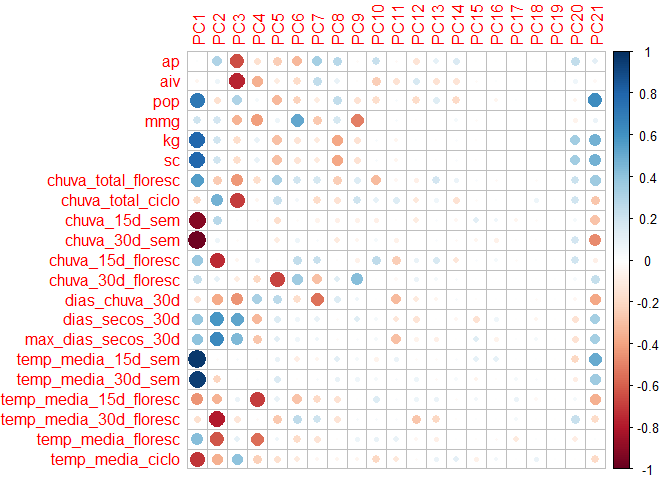 PC1 PC2 PC3 PC4 PC5 PC6 PC7 PC8 PC9 PC10 PC11 PC12 PC13 PC14 PC15 PC16 PC17 PC18 PC19 PC20 PC21
ap
aiv
pop
mmg
kg
sc
chuva_total_floresc
chuva_total_ciclo
chuva_15d_sem
chuva_30d_sem
chuva_15d_floresc
chuva_30d_floresc
dias_chuva_30d
dias_secos_30d
max_dias_secos_30d
temp_media_15d_sem
temp_media_30d_sem
temp_media_15d_floresc
temp_media_30d_floresc
temp_media_floresc
temp_media_ciclo
1
0.8
0.6
0.4
0.2
0
-0.2
-0.4
-0.6
-0.8
-1